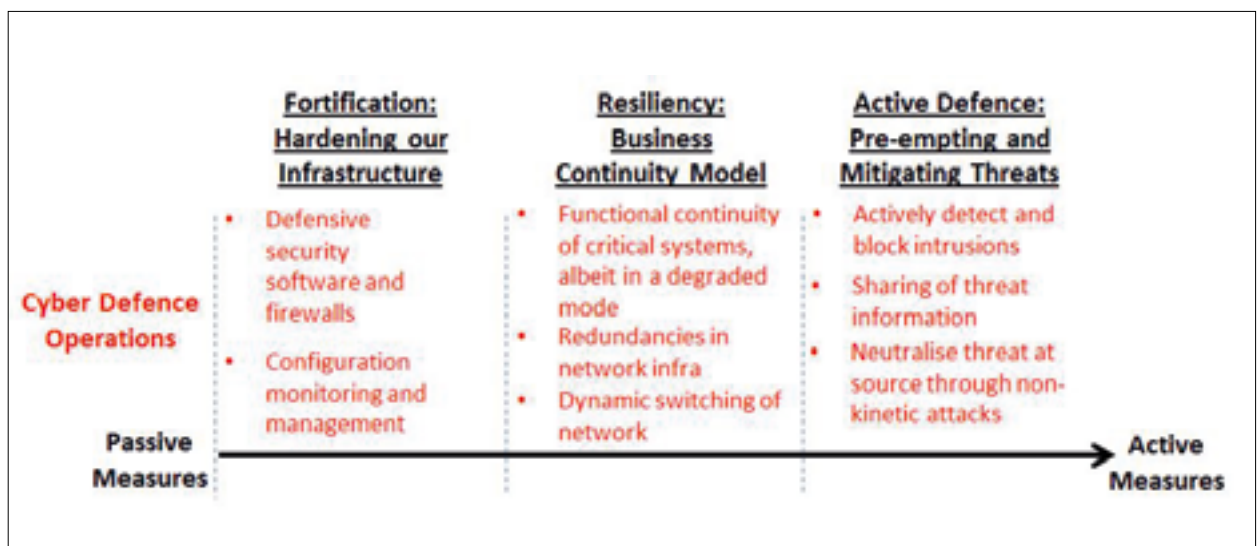 Fortification:
Hardening our
Infrastructure
Resiliency:
Business
Continuity Model
Active Defence:
Pre-empting and
Mitigating Threats
Cyber Defence
Operations
• Defensive
security
software and
firewalls
• Configuration
monitoring and
management
• Functional continuity
of critical systems,
albeit in a degraded
mode
• Redundancies in
network infra
• Dynamic switching of
network
• Actively detect and
block intrusions
• Sharing of threat
information
• Neutralise threat at
source through non-
kinetic attacks
Passive
Measures
Active
Measures